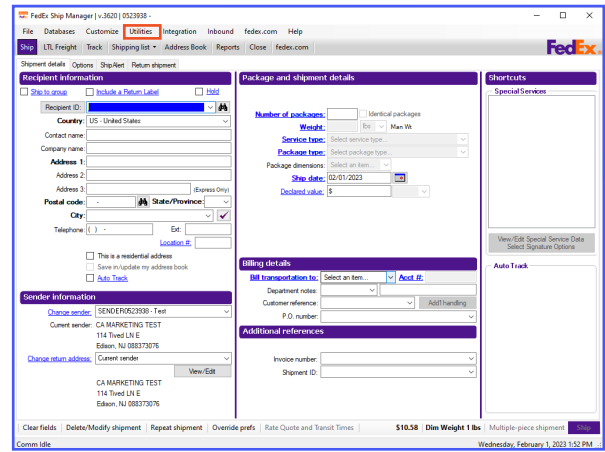 FedEx Ship Manager | v.3620 | 0523938 -
File Databases Customize Utilities Integration Inbound fedex.com Help
Ship LTL Freight Track Shipping list Address Book Reports Close fedex.com
FedEx
Shipment details Options ShipAlert Return shipment
Recipient information
Ship to group Include a Return Label Hold
Recipient ID:
Country: US - United States
Contact name:
Company name:
Address 1:
Address 2:
Address 3: (Express Only)
Postal code: - State/Province:
City:
Telephone: ( ) - Ext:
Location #:
This is a residential address
Save in/update my address book
Auto Track
Sender information
Change sender: SENDER0523938 - Test
Current sender: CA MARKETING TEST
114 Tived LN E
Edison, NJ 088373076
Change return address: Current sender
View/Edit
CA MARKETING TEST
114 Tived LN E
Edison, NJ 088373076
Package and shipment details
Number of packages: Identical packages
Weight: lbs Man Wt
Service type: Select service type...
Package type: Select package type...
Package dimensions: Select an item...
Ship date: 02/01/2023
Declared value: $
Billing details
Bill transportation to: Select an item... Acct #:
Department notes:
Customer reference: Add'l handling
P.O. number:
Additional references
Invoice number:
Shipment ID:
Shortcuts
Special Services
View/Edit Special Service Data
Select Signature Options
Auto Track
Clear fields | Delete/Modify shipment | Repeat shipment | Override prefs | Rate Quote and Transit Times | $10.58 | Dim Weight 1 lbs | Multiple-piece shipment Ship
Comm Idle Wednesday, February 1, 2023 1:52 PM